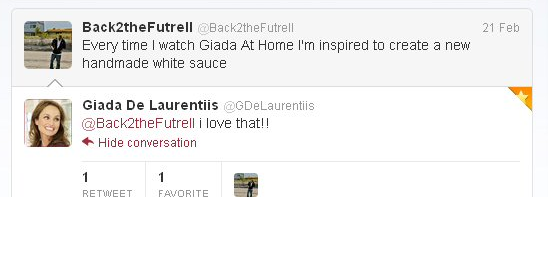 Back2theFutrell @Back2theFutrell 21 Feb
Every time I watch Giada At Home I'm inspired to create a new
handmade white sauce
Giada De Laurentiis @GDeLaurentiis
@Back2theFutrell i love that!!
Hide conversation
1 1
RETWEET FAVORITE